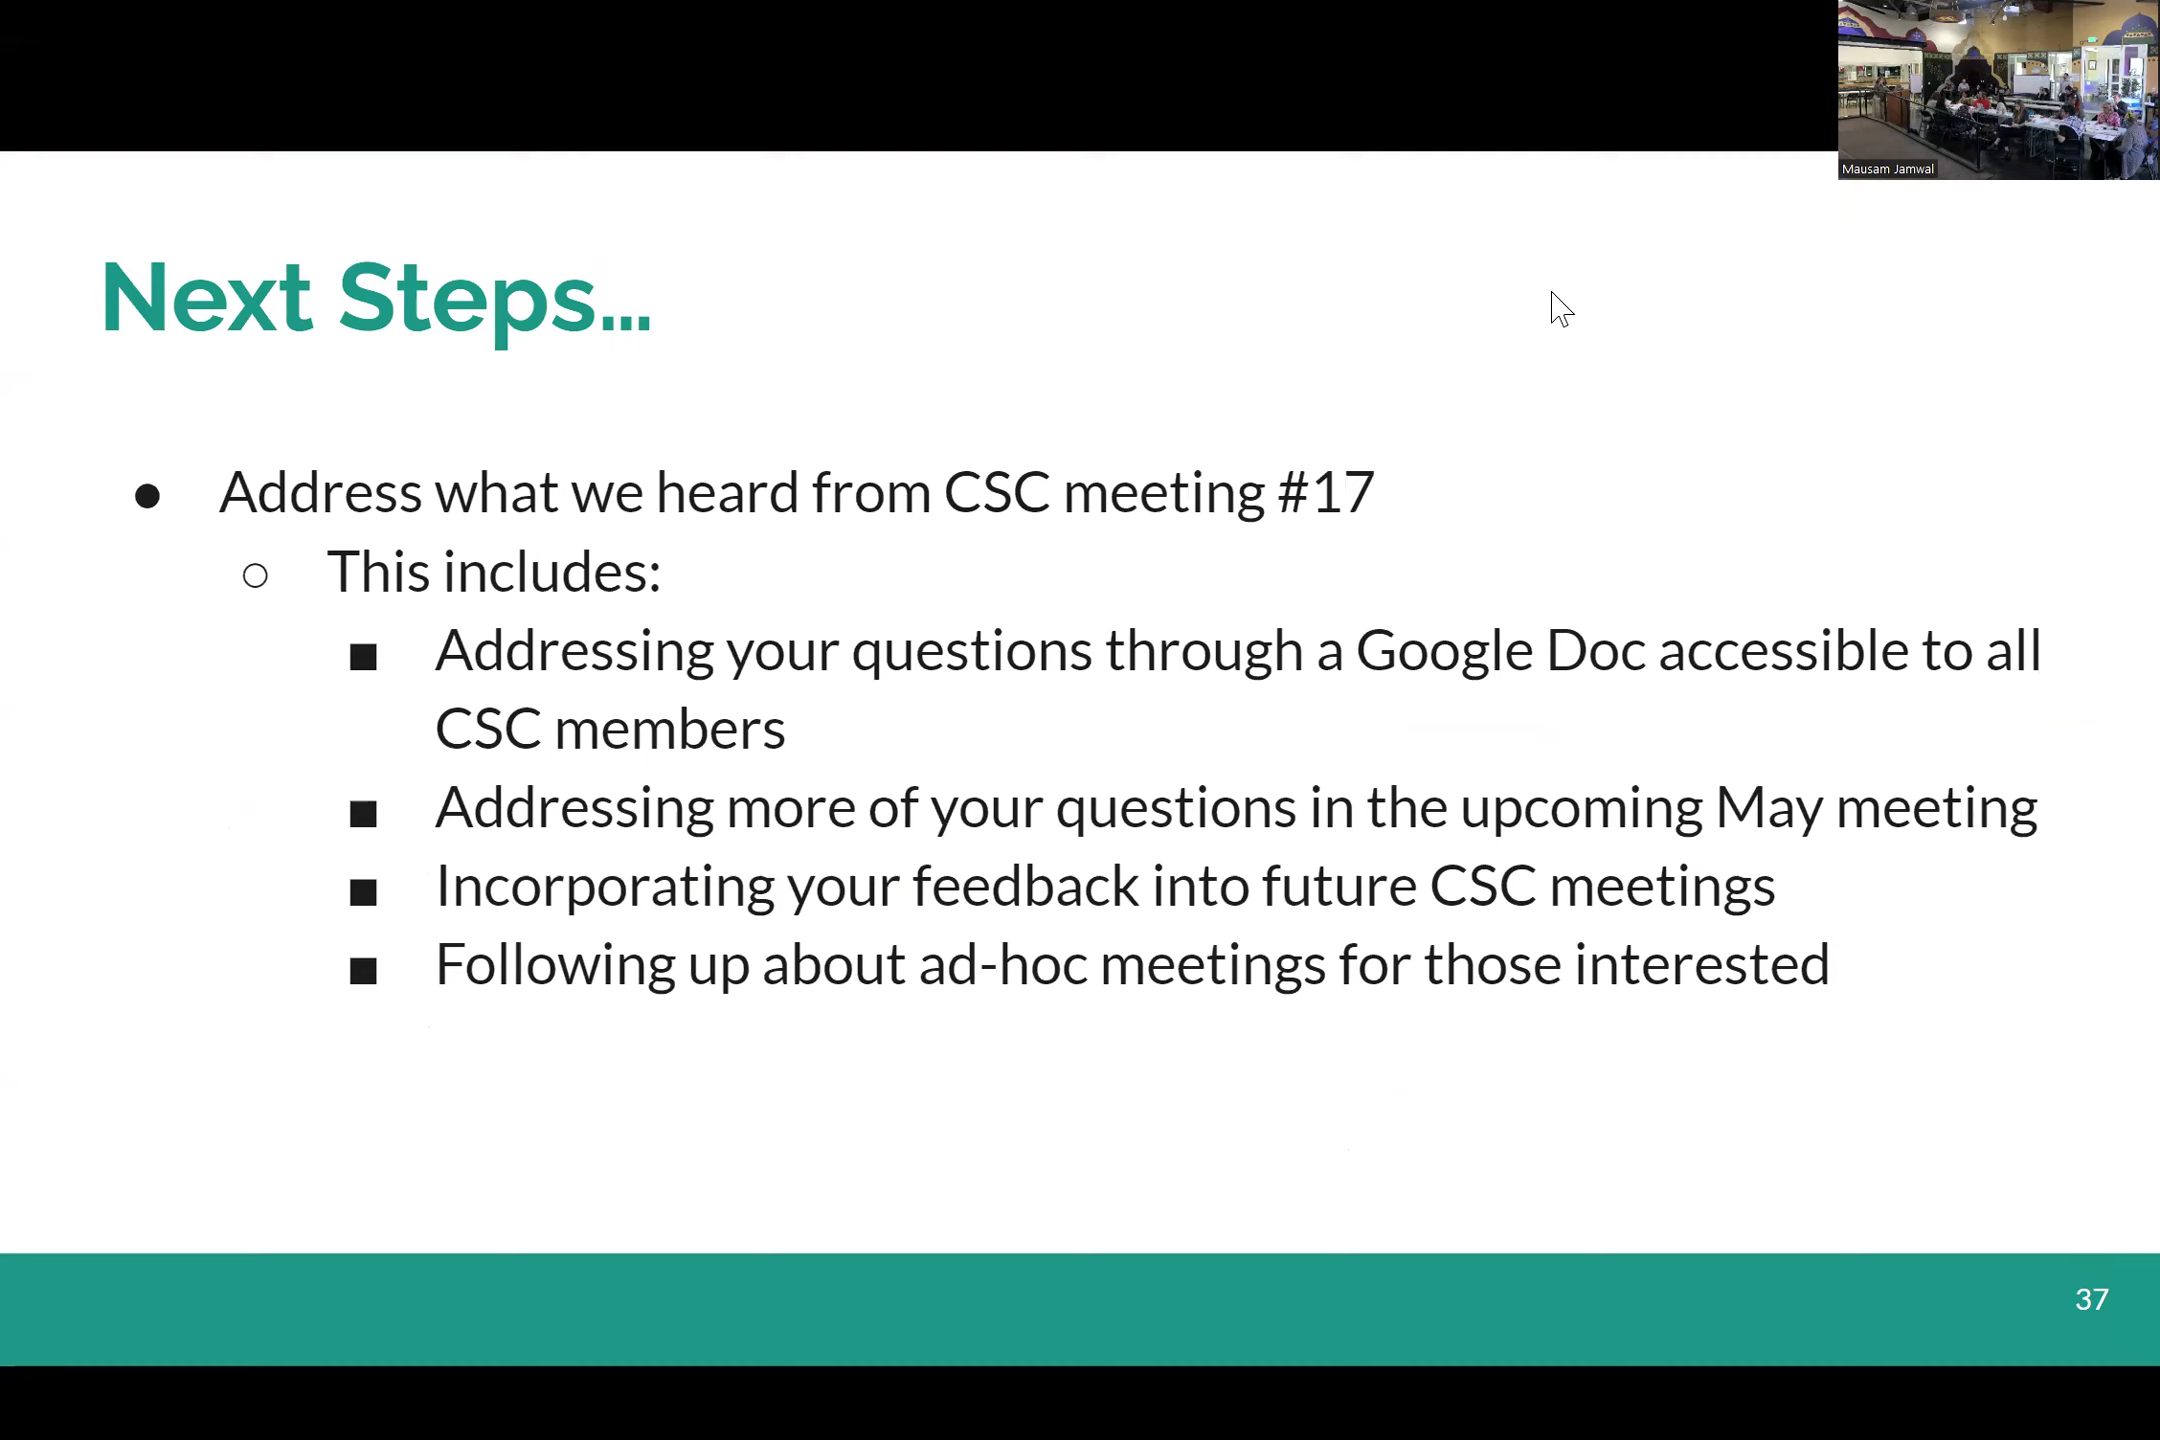 Mausam Jamwal
Next Steps...
● Address what we heard from CSC meeting #17
○ This includes:
■ Addressing your questions through a Google Doc accessible to all
CSC members
■ Addressing more of your questions in the upcoming May meeting
■ Incorporating your feedback into future CSC meetings
■ Following up about ad-hoc meetings for those interested
37